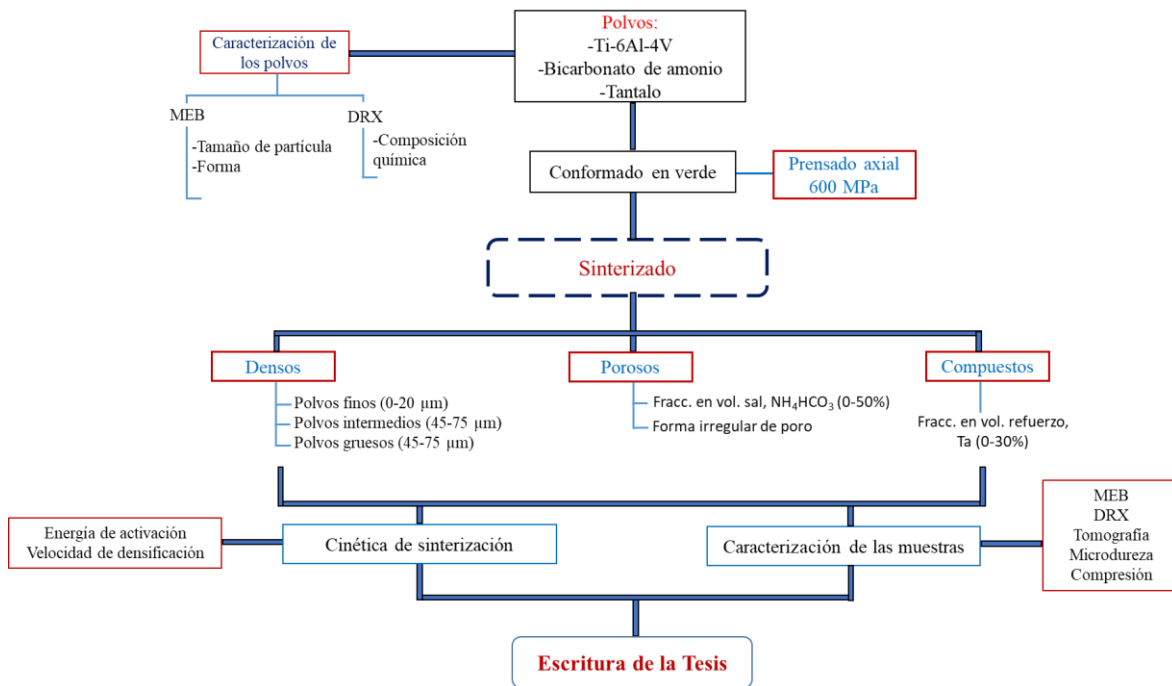 Polvos:
-Ti-6Al-4V
-Bicarbonato de amonio
-Tantalo
Caracterización de
los polvos
MEB
-Tamaño de partícula
-Forma
DRX
-Composición
química
Conformado en verde
Prensado axial
600 MPa
Sinterizado
Densos
Polvos finos (0-20 µm)
Polvos intermedios (45-75 µm)
Polvos gruesos (45-75 µm)
Porosos
Fracc. en vol. sal, NH₄HCO₃ (0-50%)
Forma irregular de poro
Compuestos
Fracc. en vol. refuerzo,
Ta (0-30%)
Energía de activación
Velocidad de densificación
Cinética de sinterización
Caracterización de las muestras
MEB
DRX
Tomografía
Microdureza
Compresión
Escritura de la Tesis